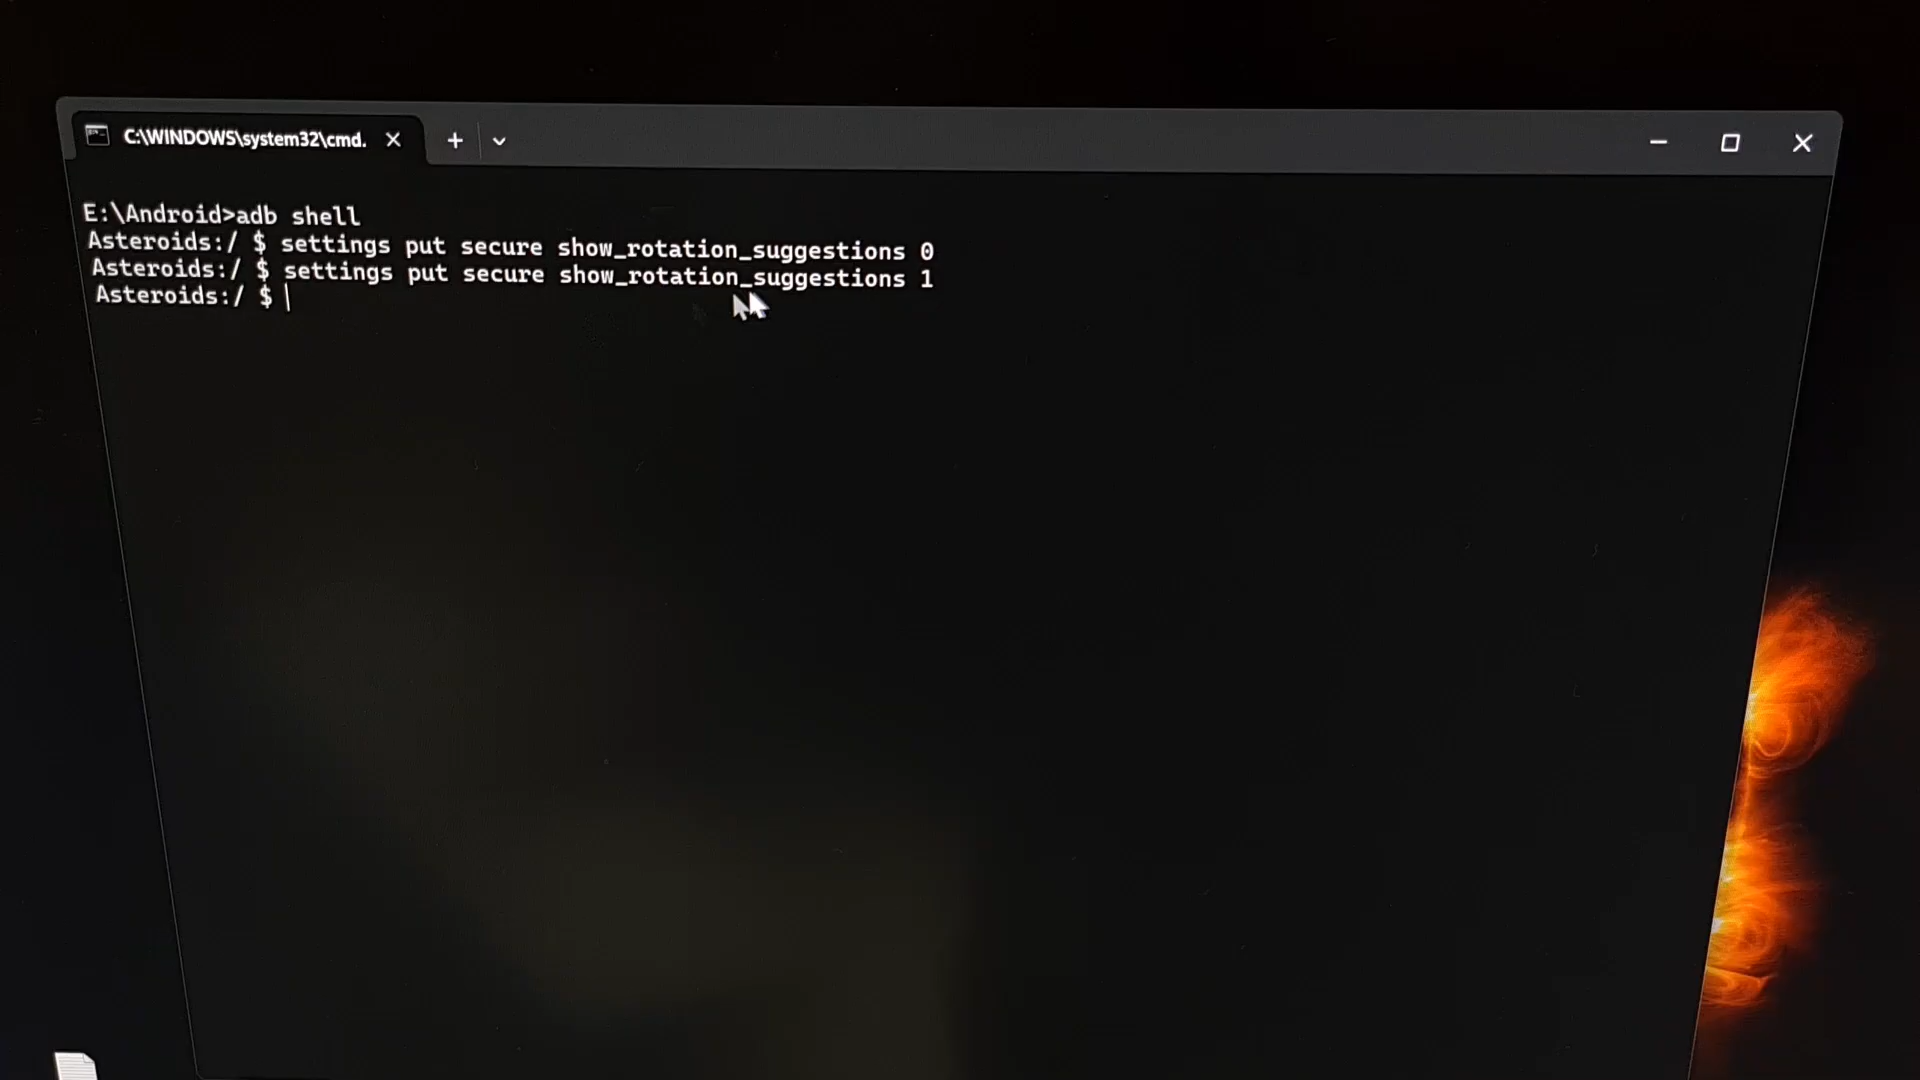 C:\WINDOWS\system32\cmd.
E:\Android>adb shell
Asteroids:/ $ settings put secure show_rotation_suggestions 0
Asteroids:/ $ settings put secure show_rotation_suggestions 1
Asteroids:/ $